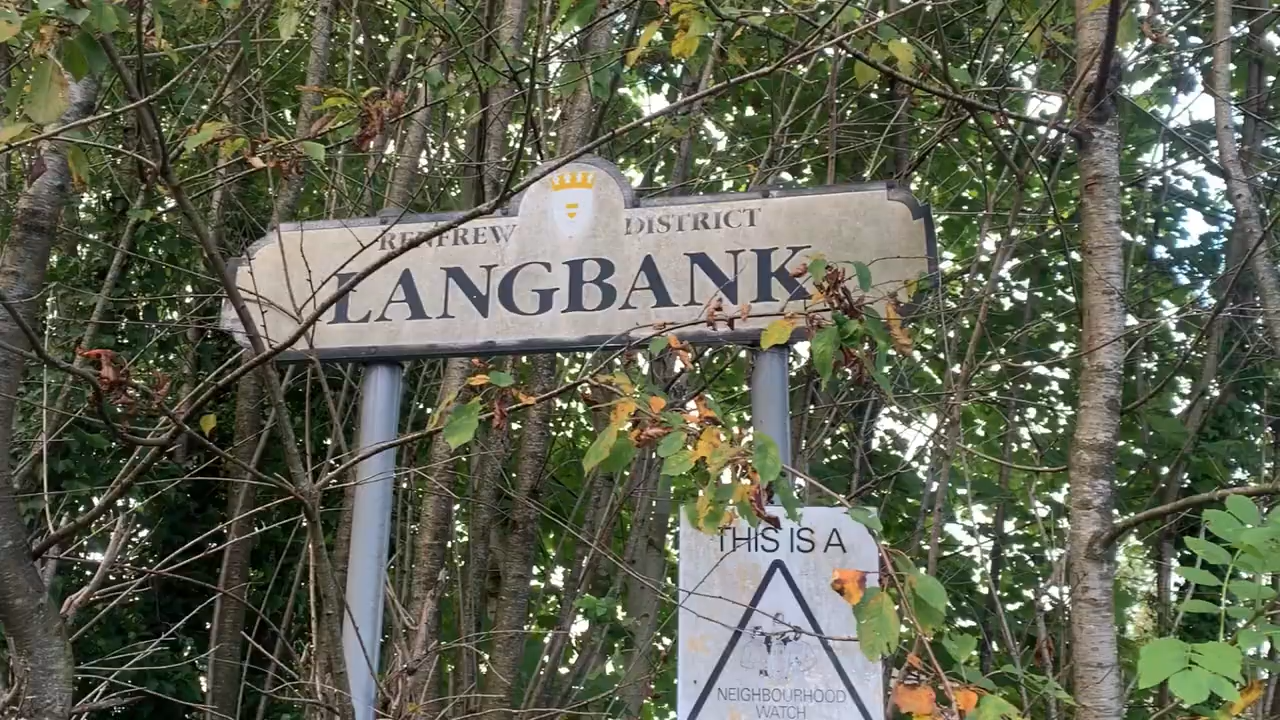 RENFREW DISTRICT
LANGBANK
THIS IS A
NEIGHBOURHOOD
WATCH